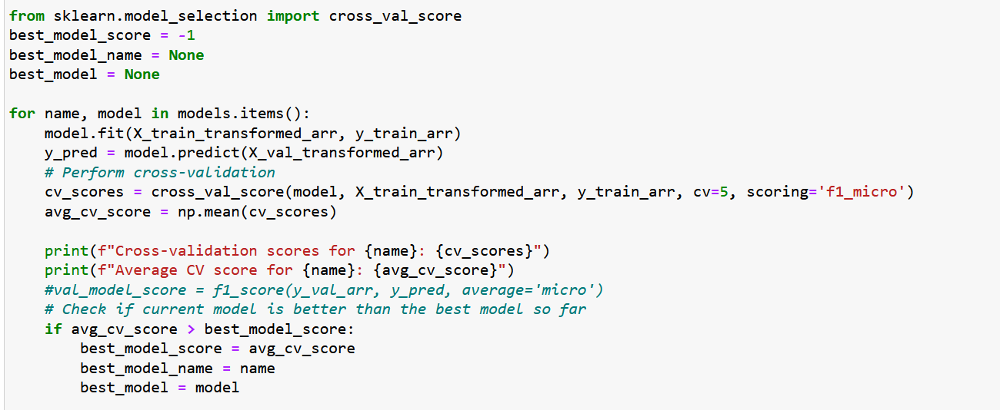 from sklearn.model_selection import cross_val_score
best_model_score = -1
best_model_name = None
best_model = None
for name, model in models.items():
    model.fit(X_train_transformed_arr, y_train_arr)
    y_pred = model.predict(X_val_transformed_arr)
    # Perform cross-validation
    cv_scores = cross_val_score(model, X_train_transformed_arr, y_train_arr, cv=5, scoring='f1_micro')
    avg_cv_score = np.mean(cv_scores)
    print(f"Cross-validation scores for {name}: {cv_scores}")
    print(f"Average CV score for {name}: {avg_cv_score}")
    #val_model_score = f1_score(y_val_arr, y_pred, average='micro')
    # Check if current model is better than the best model so far
    if avg_cv_score > best_model_score:
        best_model_score = avg_cv_score
        best_model_name = name
        best_model = model